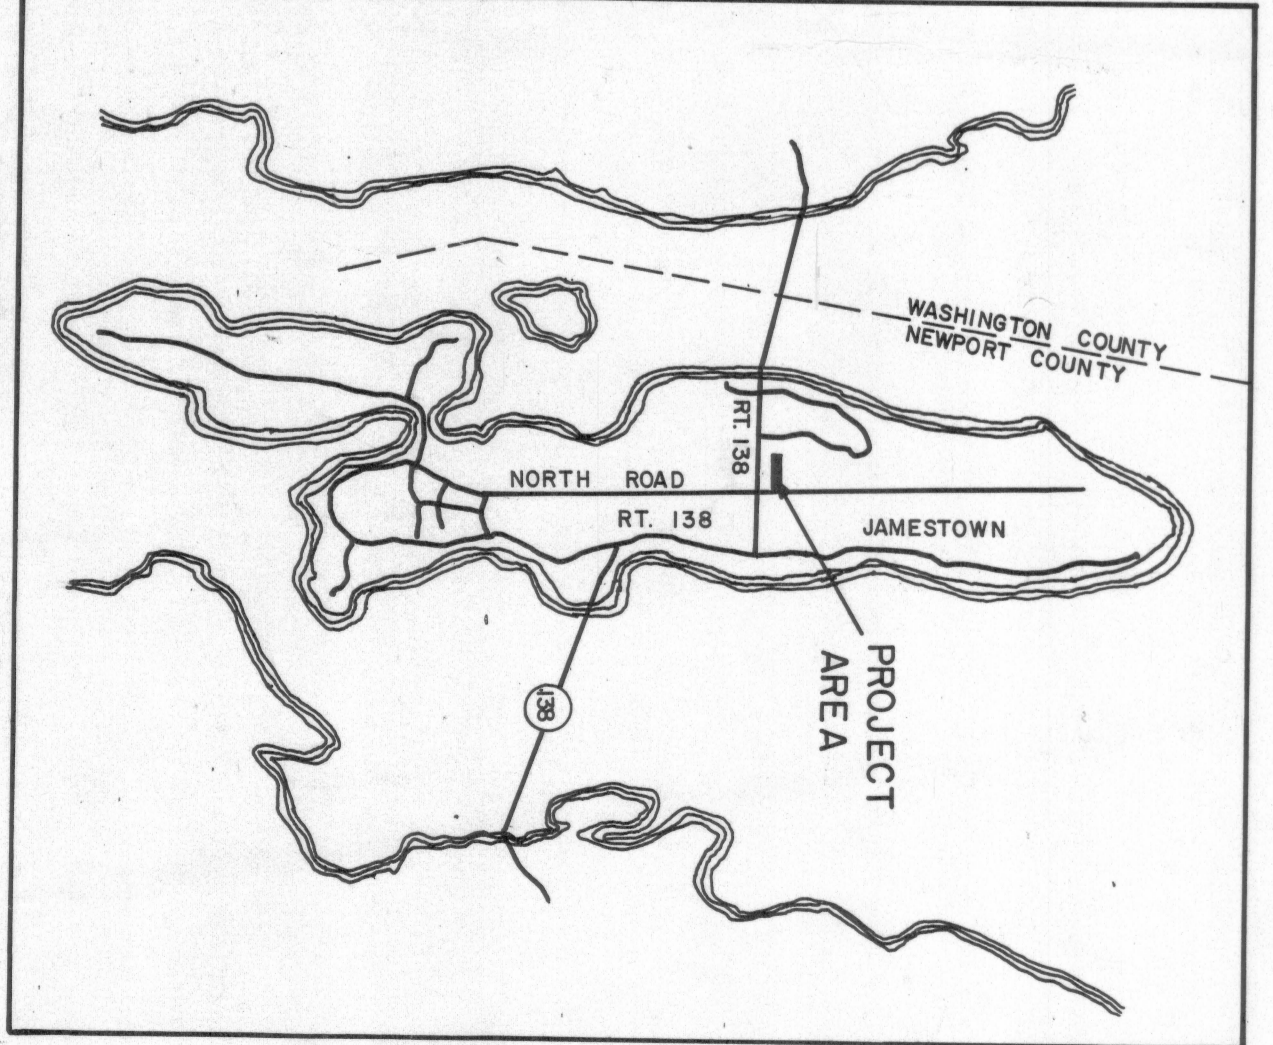 WASHINGTON COUNTY
NEWPORT COUNTY
RT. 138
NORTH ROAD
RT. 138
JAMESTOWN
PROJECT
AREA
138